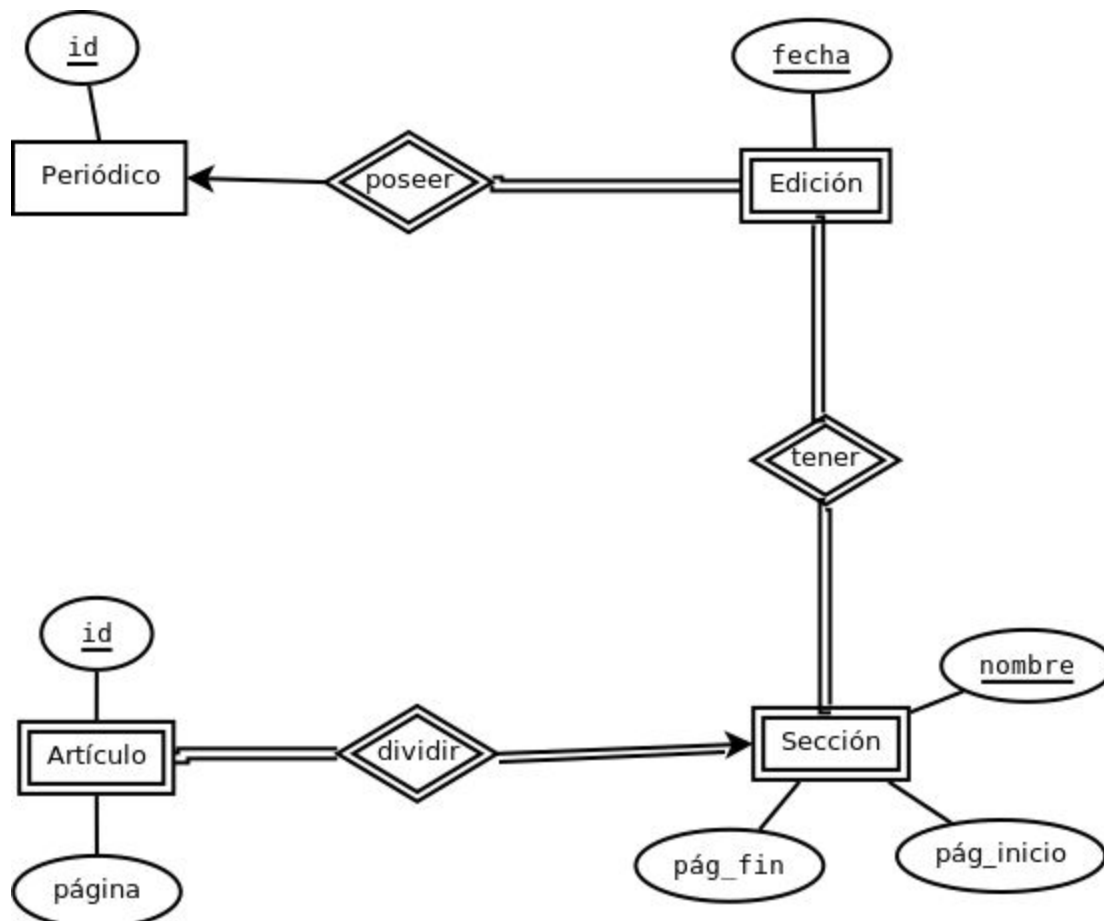 id
fecha
Periódico
poseer
Edición
tener
id
nombre
Artículo
dividir
Sección
página
pág_fin
pág_inicio